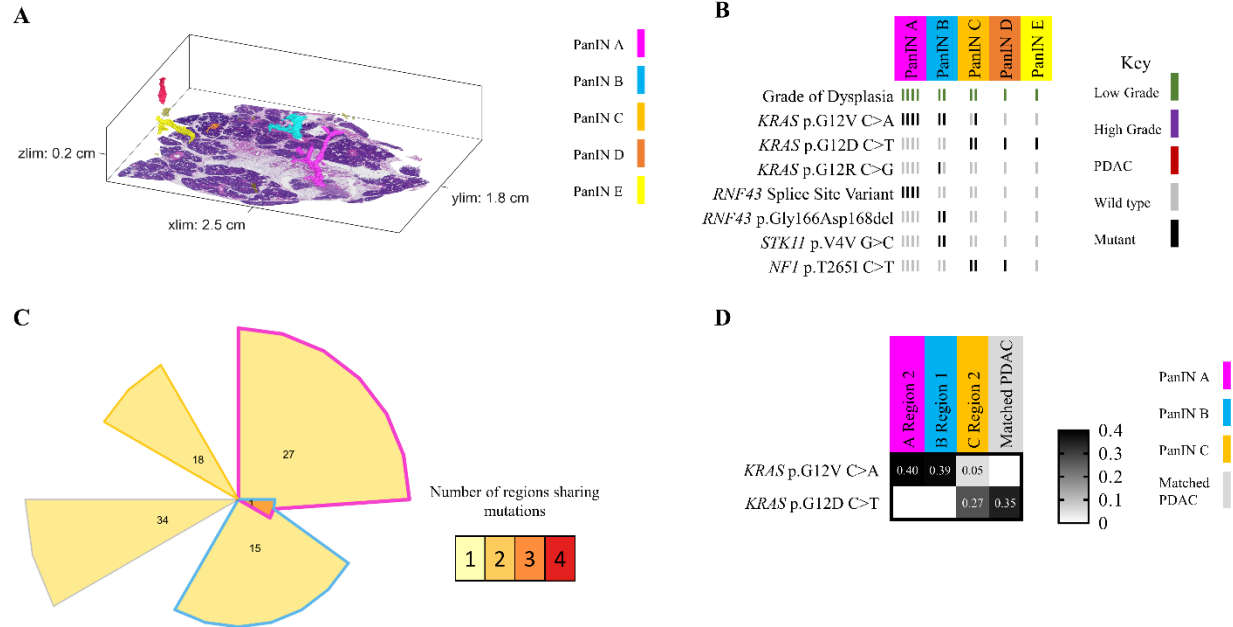 A
PanIN A
PanIN B
PanIN C
PanIN D
PanIN E
zlim: 0.2 cm
xlim: 2.5 cm
ylim: 1.8 cm
B
PanIN A
PanIN B
PanIN C
PanIN D
PanIN E
Grade of Dysplasia
KRAS p.G12V C>A
KRAS p.G12D C>T
KRAS p.G12R C>G
RNF43 Splice Site Variant
RNF43 p.Gly166Asp168del
STK11 p.V4V G>C
NF1 p.T265I C>T
Key
Low Grade
High Grade
PDAC
Wild type
Mutant
C
27
18
1
34
15
Number of regions sharing
mutations
1 2 3 4
D
A Region 2
B Region 1
C Region 2
Matched PDAC
KRAS p.G12V C>A
0.40 0.39 0.05
KRAS p.G12D C>T
0.27 0.35
0.4
0.3
0.2
0.1
0
PanIN A
PanIN B
PanIN C
Matched
PDAC